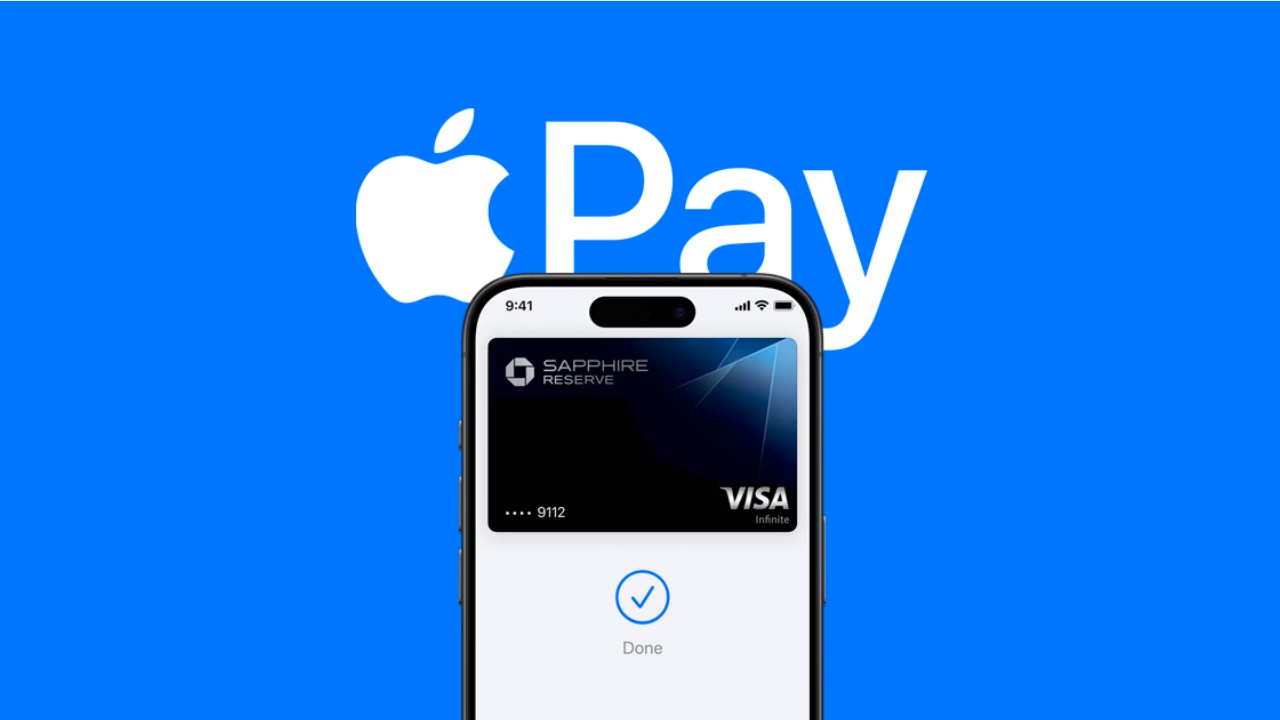 Pay
9:41
SAPPHIRE
RESERVE
•••• 9112
VISA
Infinite
Done